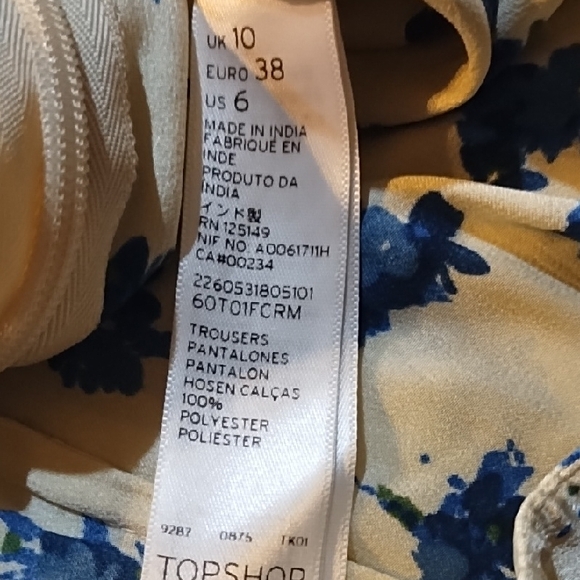 UK 10
EURO 38
US 6
MADE IN INDIA
FABRIQUE EN
INDE
PRODUTO DA
INDIA
インド製
RN 125149
NIF NO: A0061711H
CA#00234
2260531805101
60T01FCRM
TROUSERS
PANTALONES
PANTALON
HOSEN CALÇAS
100%
POLYESTER
POLIESTER
9287 0875 TK01
TOPSHOP